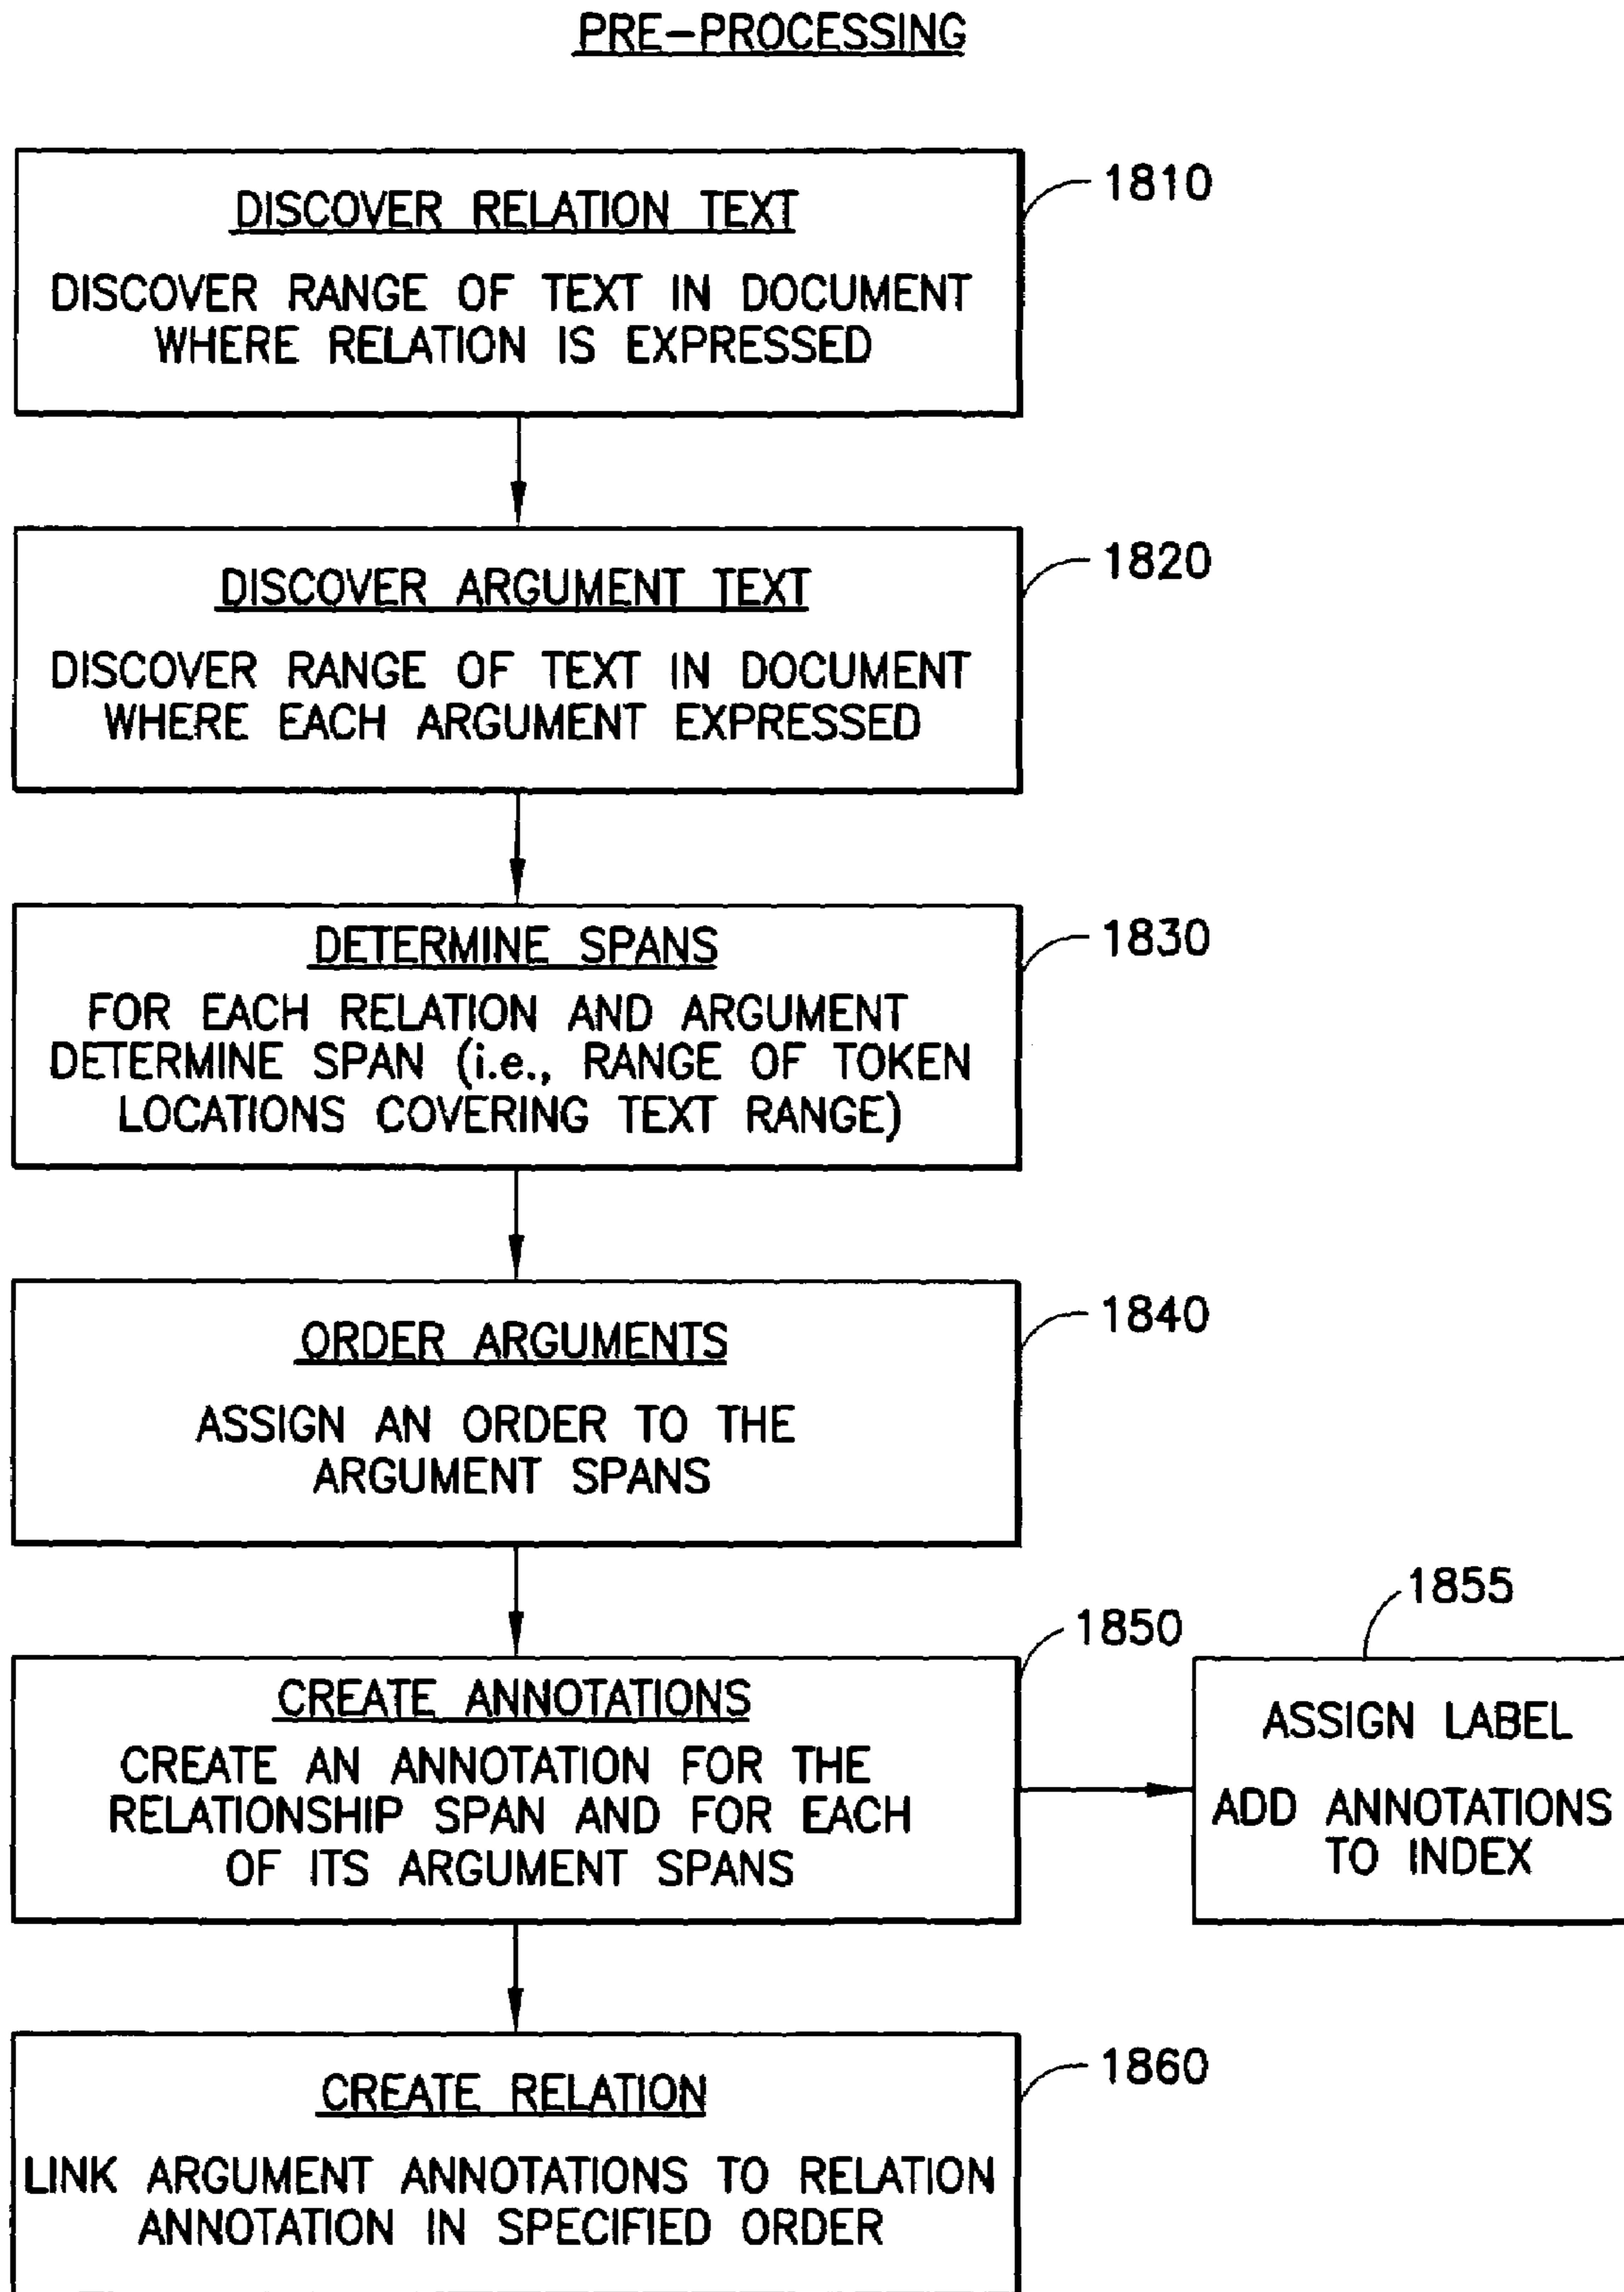 PRE-PROCESSING
DISCOVER RELATION TEXT
DISCOVER RANGE OF TEXT IN DOCUMENT
WHERE RELATION IS EXPRESSED
1810
DISCOVER ARGUMENT TEXT
DISCOVER RANGE OF TEXT IN DOCUMENT
WHERE EACH ARGUMENT EXPRESSED
1820
DETERMINE SPANS
FOR EACH RELATION AND ARGUMENT
DETERMINE SPAN (i.e., RANGE OF TOKEN
LOCATIONS COVERING TEXT RANGE)
1830
ORDER ARGUMENTS
ASSIGN AN ORDER TO THE
ARGUMENT SPANS
1840
CREATE ANNOTATIONS
CREATE AN ANNOTATION FOR THE
RELATIONSHIP SPAN AND FOR EACH
OF ITS ARGUMENT SPANS
1850
1855
ASSIGN LABEL
ADD ANNOTATIONS
TO INDEX
CREATE RELATION
LINK ARGUMENT ANNOTATIONS TO RELATION
ANNOTATION IN SPECIFIED ORDER
1860